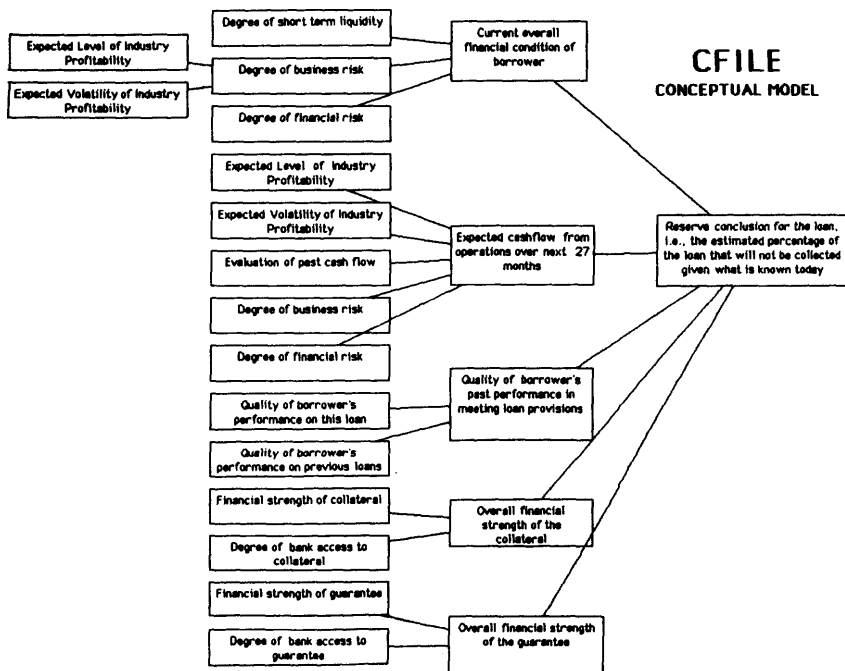 CFILE
CONCEPTUAL MODEL
Expected Level of Industry
Profitability
Expected Volatility of Industry
Profitability
Degree of short term liquidity
Degree of business risk
Degree of financial risk
Expected Level of Industry
Profitability
Expected Volatility of Industry
Profitability
Evaluation of past cash flow
Degree of business risk
Degree of financial risk
Quality of borrower's
performance on this loan
Quality of borrower's
performance on previous loans
Financial strength of collateral
Degree of bank access to
collateral
Financial strength of guarantee
Degree of bank access to
guarantee
Current overall
financial condition of
borrower
Expected cashflow from
operations over next 27
months
Quality of borrower's
past performance in
meeting loan provisions
Overall financial
strength of the
collateral
Overall financial strength
of the guarantee
Reserve conclusion for the loan,
i.e., the estimated percentage of
the loan that will not be collected
given what is known today